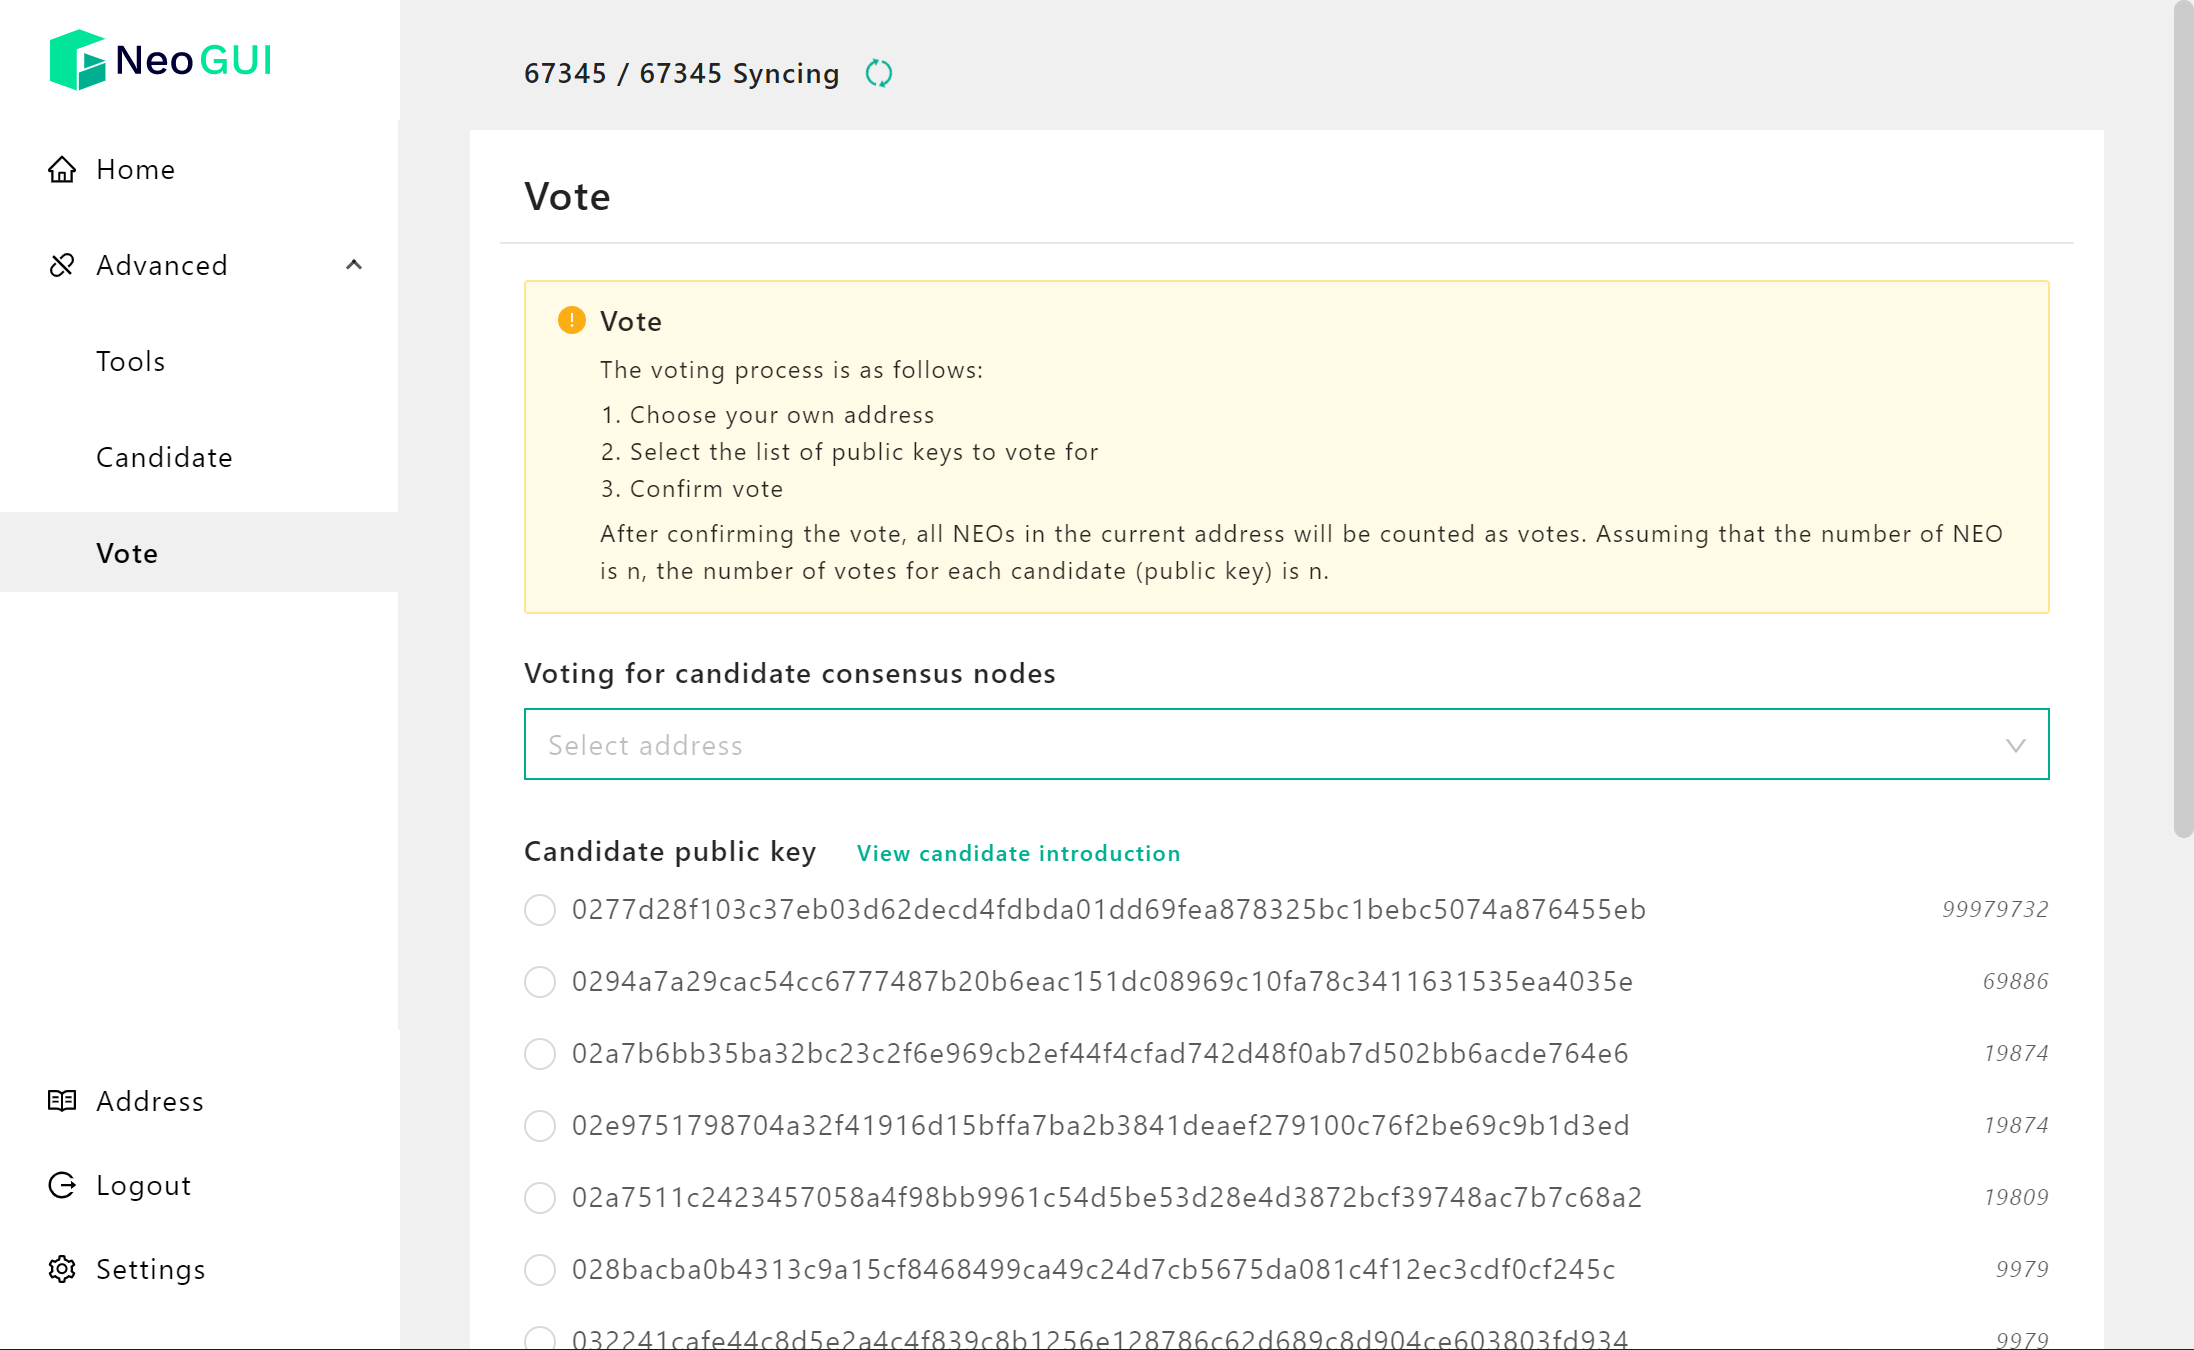 Neo GUI
67345 / 67345 Syncing
Home
Advanced
Tools
Candidate
Vote
Address
Logout
Settings
Vote
Vote
The voting process is as follows:
1. Choose your own address
2. Select the list of public keys to vote for
3. Confirm vote
After confirming the vote, all NEOs in the current address will be counted as votes. Assuming that the number of NEO
is n, the number of votes for each candidate (public key) is n.
Voting for candidate consensus nodes
Select address
Candidate public key View candidate introduction
0277d28f103c37eb03d62decd4fdbda01dd69fea878325bc1bebc5074a876455eb 99979732
0294a7a29cac54cc6777487b20b6eac151dc08969c10fa78c3411631535ea4035e 69886
02a7b6bb35ba32bc23c2f6e969cb2ef44f4cfad742d48f0ab7d502bb6acde764e6 19874
02e9751798704a32f41916d15bffa7ba2b3841deaef279100c76f2be69c9b1d3ed 19874
02a7511c2423457058a4f98bb9961c54d5be53d28e4d3872bcf39748ac7b7c68a2 19809
028bacba0b4313c9a15cf8468499ca49c24d7cb5675da081c4f12ec3cdf0cf245c 9979
032241cafe44c8d5e2a4c4f839c8b1256e128786c62d689c8d904ce603803fd934 9979